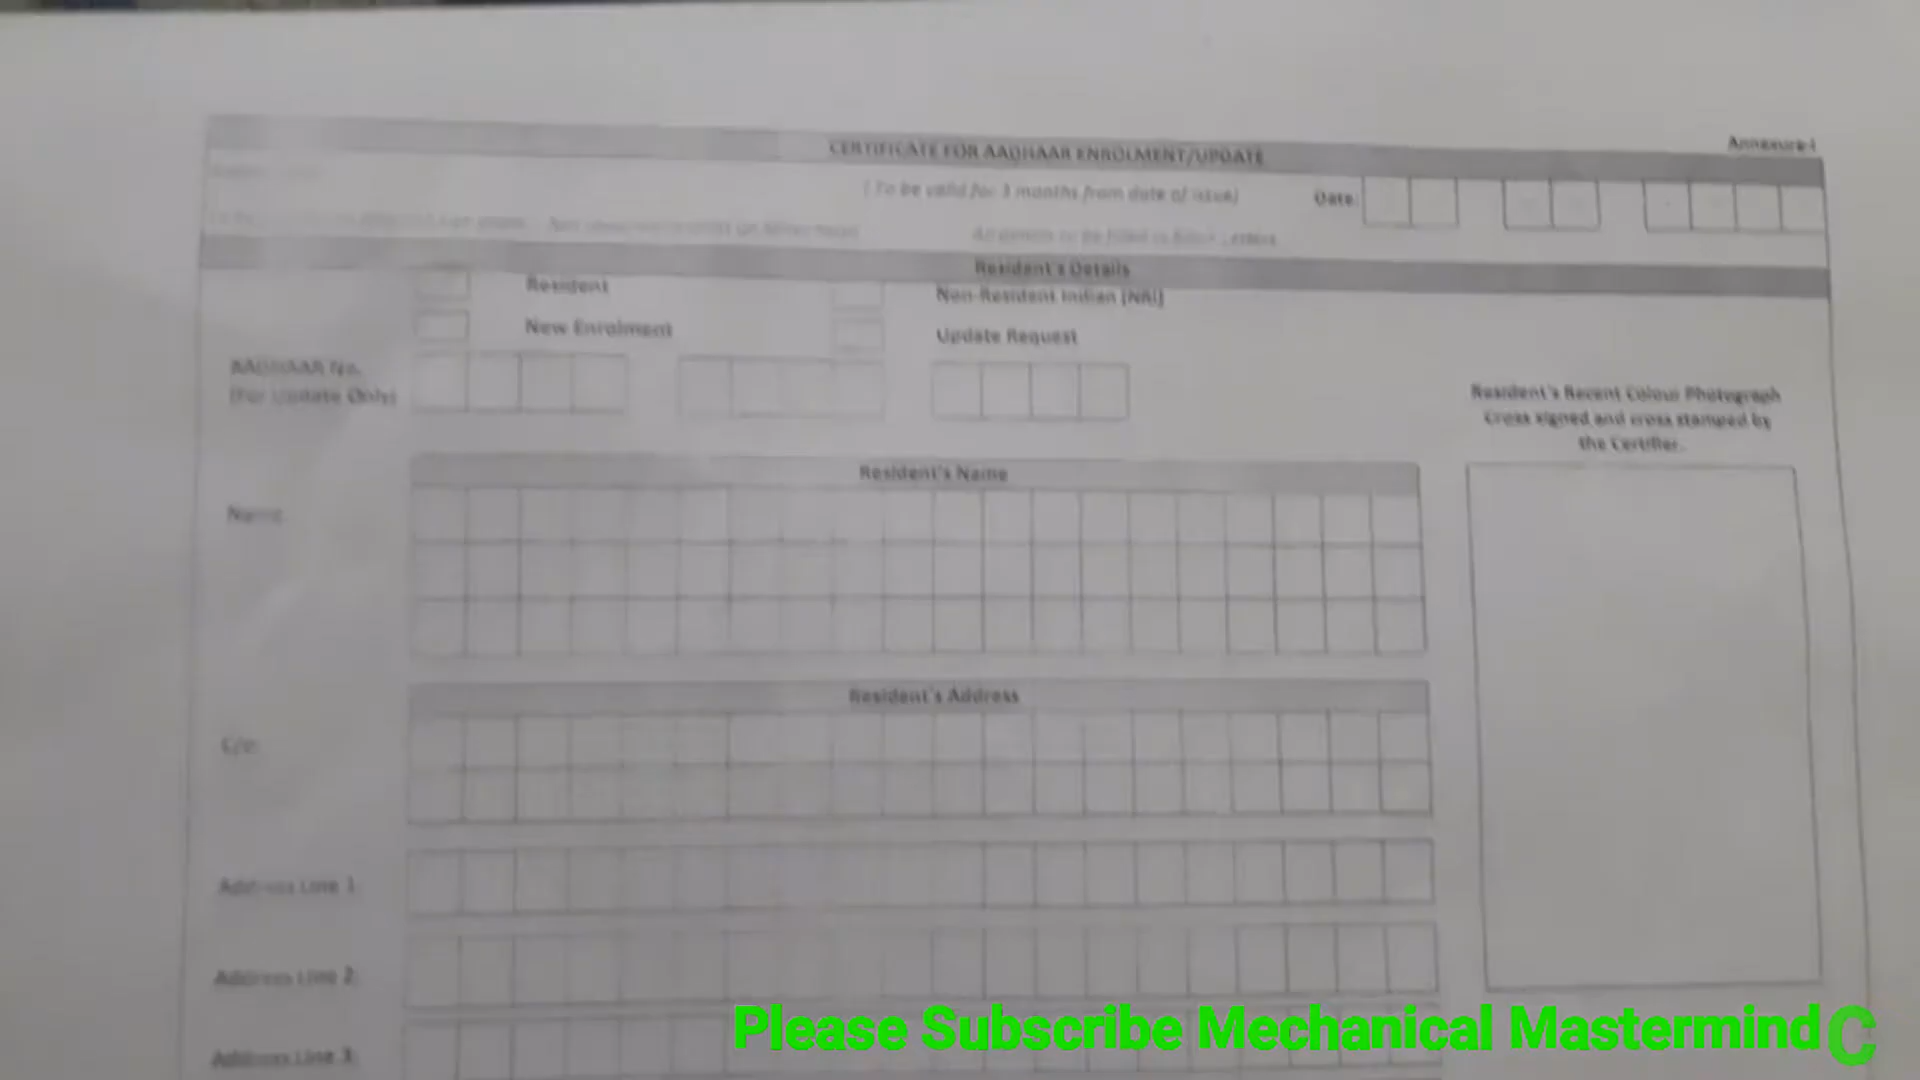 Annexure-I
CERTIFICATE FOR AADHAAR ENROLMENT/UPDATE
(To be valid for 3 months from date of issue)
Date:
Resident's Details
Resident
Non-Resident Indian (NRI)
New Enrolment
Update Request
AADHAAR No.
(For Update Only)
Resident's Recent Colour Photograph
Cross signed and cross stamped by
the Certifier.
Resident's Name
Name:
Resident's Address
C/o:
Address Line 1:
Address Line 2:
Address Line 3:
Please Subscribe Mechanical Mastermind C